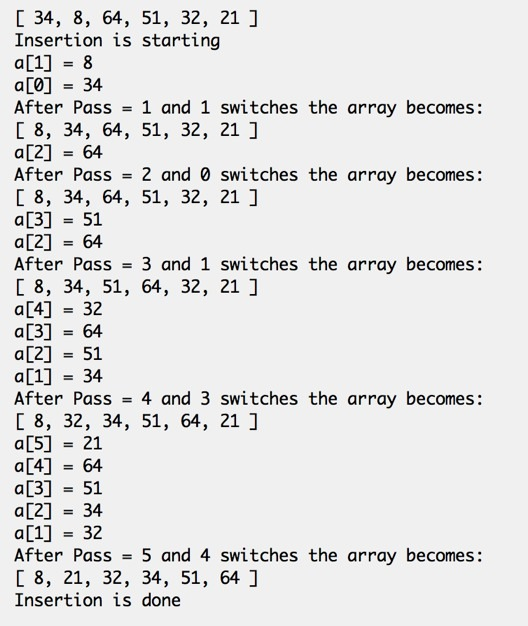 [ 34, 8, 64, 51, 32, 21 ]
Insertion is starting
a[1] = 8
a[0] = 34
After Pass = 1 and 1 switches the array becomes:
[ 8, 34, 64, 51, 32, 21 ]
a[2] = 64
After Pass = 2 and 0 switches the array becomes:
[ 8, 34, 64, 51, 32, 21 ]
a[3] = 51
a[2] = 64
After Pass = 3 and 1 switches the array becomes:
[ 8, 34, 51, 64, 32, 21 ]
a[4] = 32
a[3] = 64
a[2] = 51
a[1] = 34
After Pass = 4 and 3 switches the array becomes:
[ 8, 32, 34, 51, 64, 21 ]
a[5] = 21
a[4] = 64
a[3] = 51
a[2] = 34
a[1] = 32
After Pass = 5 and 4 switches the array becomes:
[ 8, 21, 32, 34, 51, 64 ]
Insertion is done